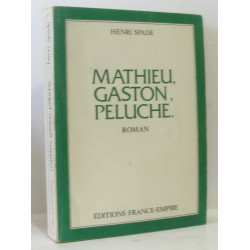 HENRI SPADE
MATHIEU,
GASTON,
PELUCHE.
ROMAN
ÉDITIONS FRANCE-EMPIRE